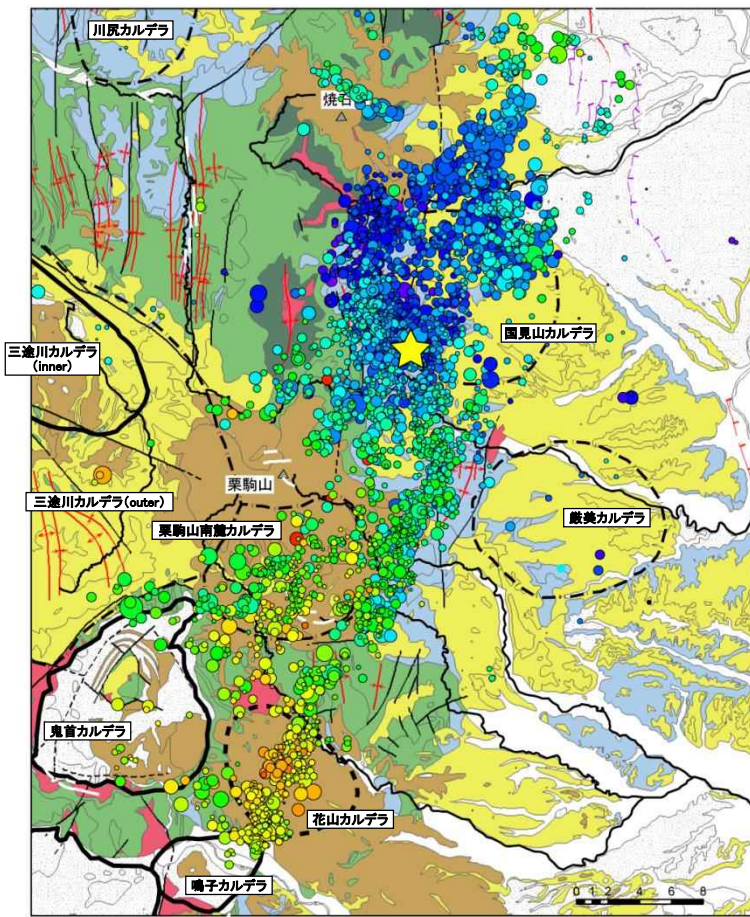 川尻カルデラ
焼石
国見山カルデラ
三途川カルデラ
(inner)
栗駒山
三途川カルデラ(outer)
栗駒山南麓カルデラ
厳美カルデラ
鬼首カルデラ
花山カルデラ
鳴子カルデラ
0 1 2 4 6 8